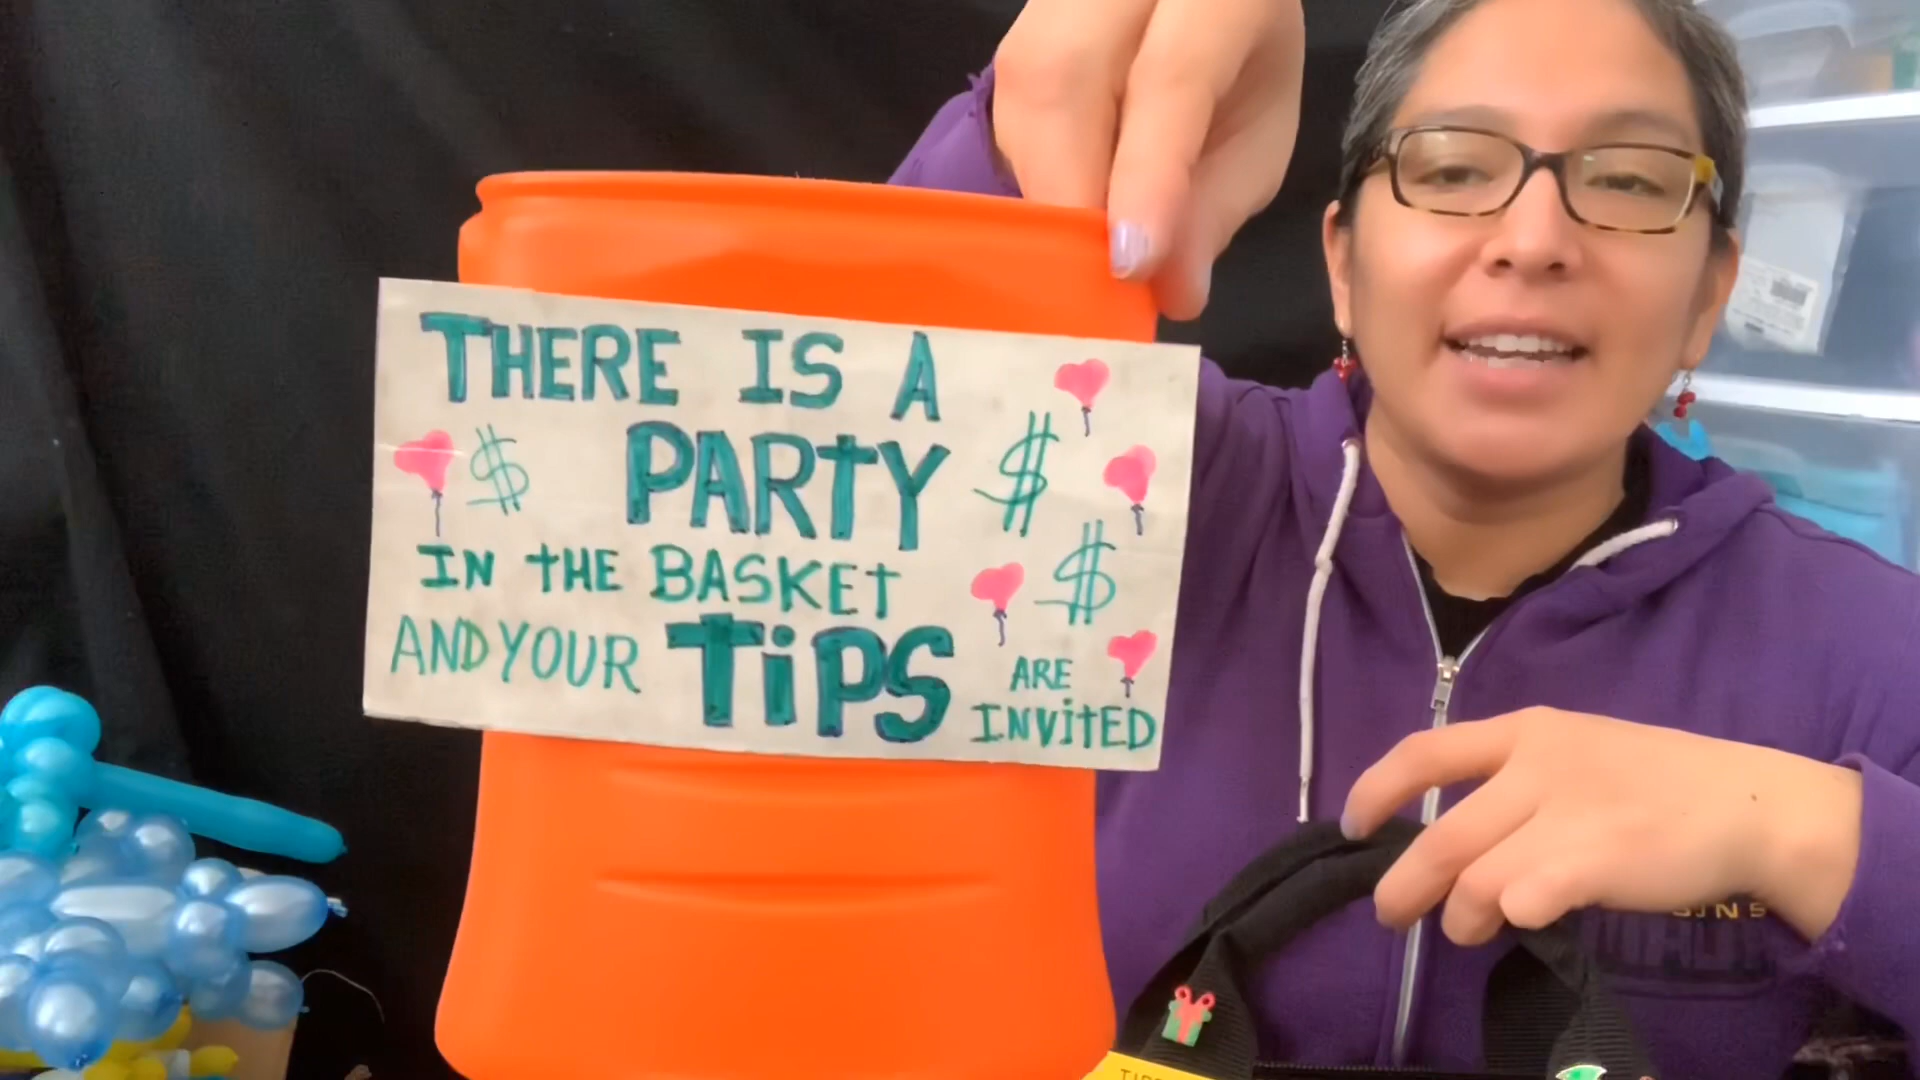 THERE IS A
$ PARTY $
IN THE BASKET $
AND YOUR TIPS ARE
INVITED